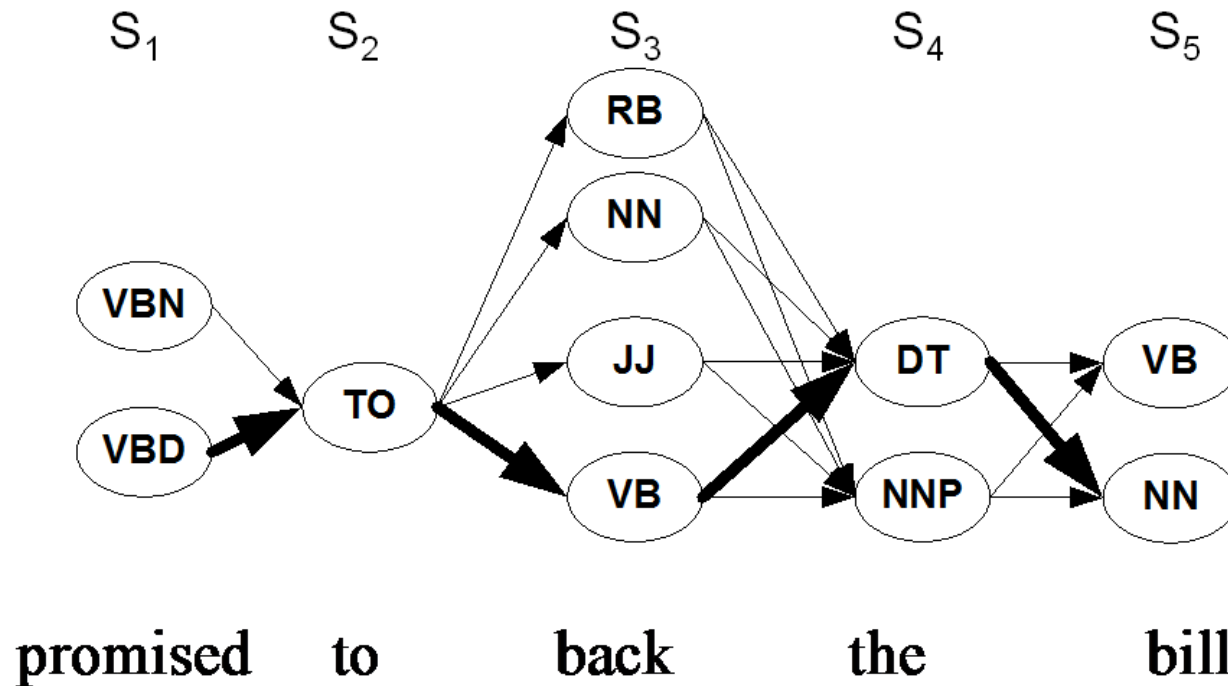 S1 S2 S3 S4 S5
RB
NN
VBN JJ DT VB
TO
VBD VB NNP NN
promised to back the bill